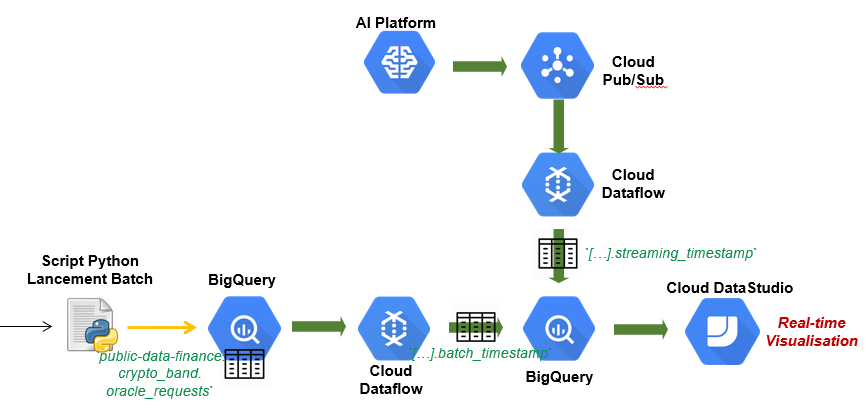 AI Platform
Cloud
Pub/Sub
Cloud
Dataflow
`[…].streaming_timestamp`
Script Python
Lancement Batch
BigQuery
Cloud DataStudio
Real-time
Visualisation
public-data-finance.
crypto_band.
oracle_requests`
Cloud
Dataflow
`[…].batch_timestamp`
BigQuery